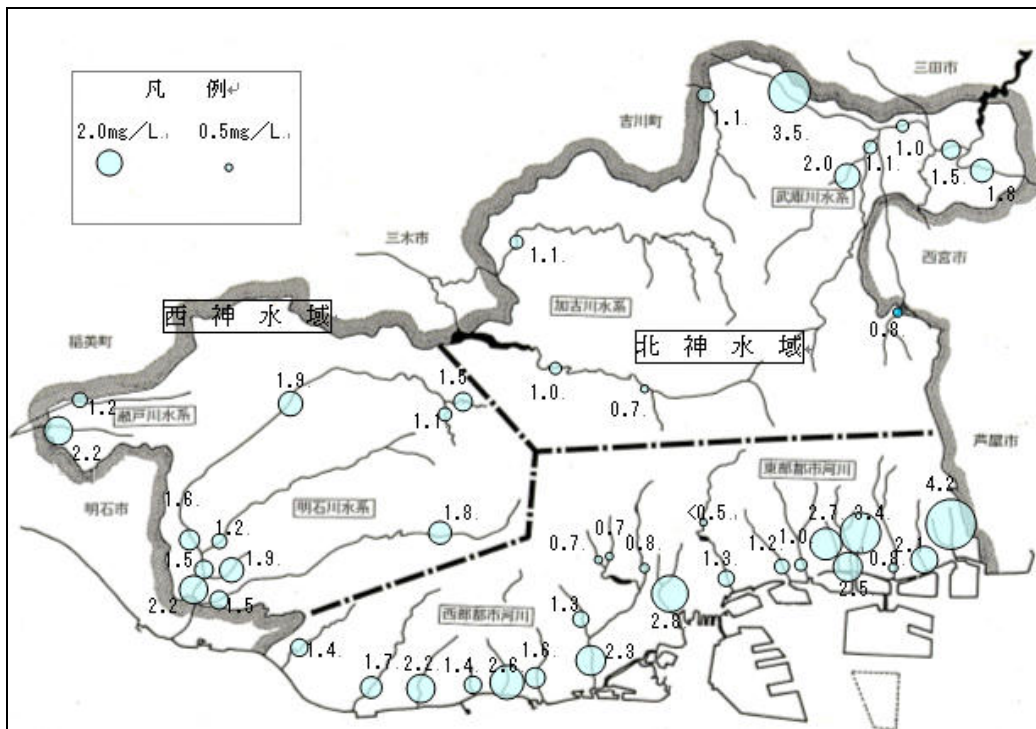 凡 例
2.0mg/L 0.5mg/L
三田市
吉川町
1.1
3.5
1.0
2.0
1.1
1.5
1.8
武庫川水系
三木市
1.1
西宮市
加古川水系
西神水域
北神水域
0.8
稲美町
1.9
1.5
1.0
0.7
1.2
1.1
瀬戸川水系
芦屋市
2.2
東部都市河川
4.2
明石市
1.6
1.2
明石川水系
1.8
<0.5
2.7
3.4
0.7
0.7
0.8
1.2
1.0
2.1
1.5
1.9
1.3
0.8
2.2
1.5
2.5
西部都市河川
1.3
2.8
1.4
1.7
2.2
1.4
2.6
1.6
2.3